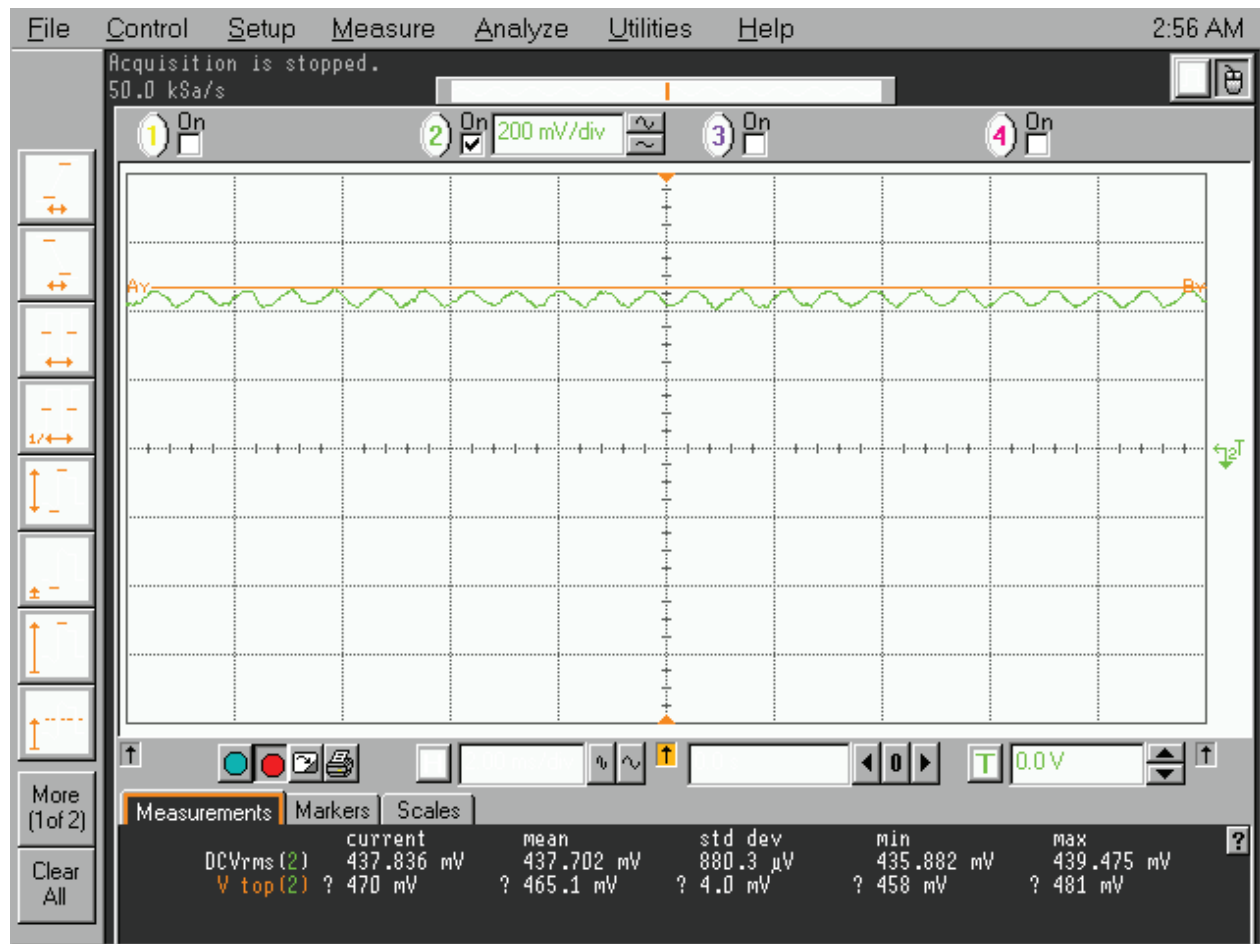 File Control Setup Measure Analyze Utilities Help 2:56 AM
Acquisition is stopped.
50.0 kSa/s
1 On 2 On 200 mV/div 3 On 4 On
Ay By
2 T
1/
T 0.0 V
0
More
(1of 2)
Clear
All
Measurements Markers Scales
current mean std dev min max ?
DCVrms(2) 437.836 mV 437.702 mV 880.3 µV 435.882 mV 439.475 mV
V top(2) ? 470 mV ? 465.1 mV ? 4.0 mV ? 458 mV ? 481 mV